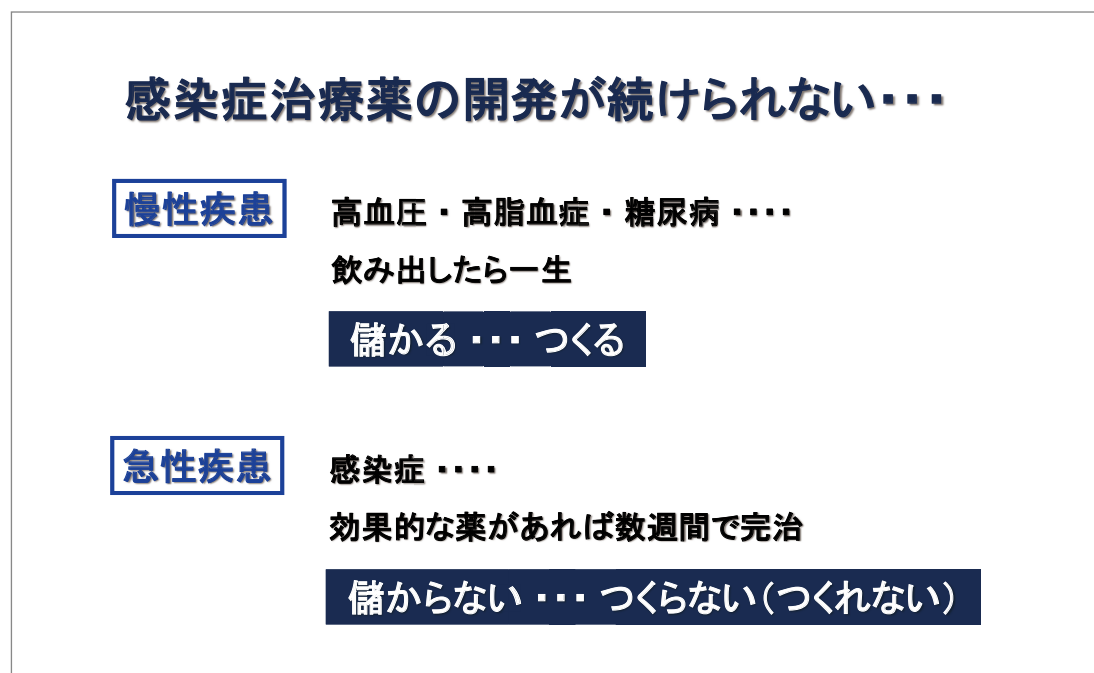 感染症治療薬の開発が続けられない・・・
慢性疾患
高血圧・高脂血症・糖尿病・・・・
飲み出したら一生
儲かる・・・つくる
急性疾患
感染症・・・・
効果的な薬があれば数週間で完治
儲からない・・・つくらない（つくれない）